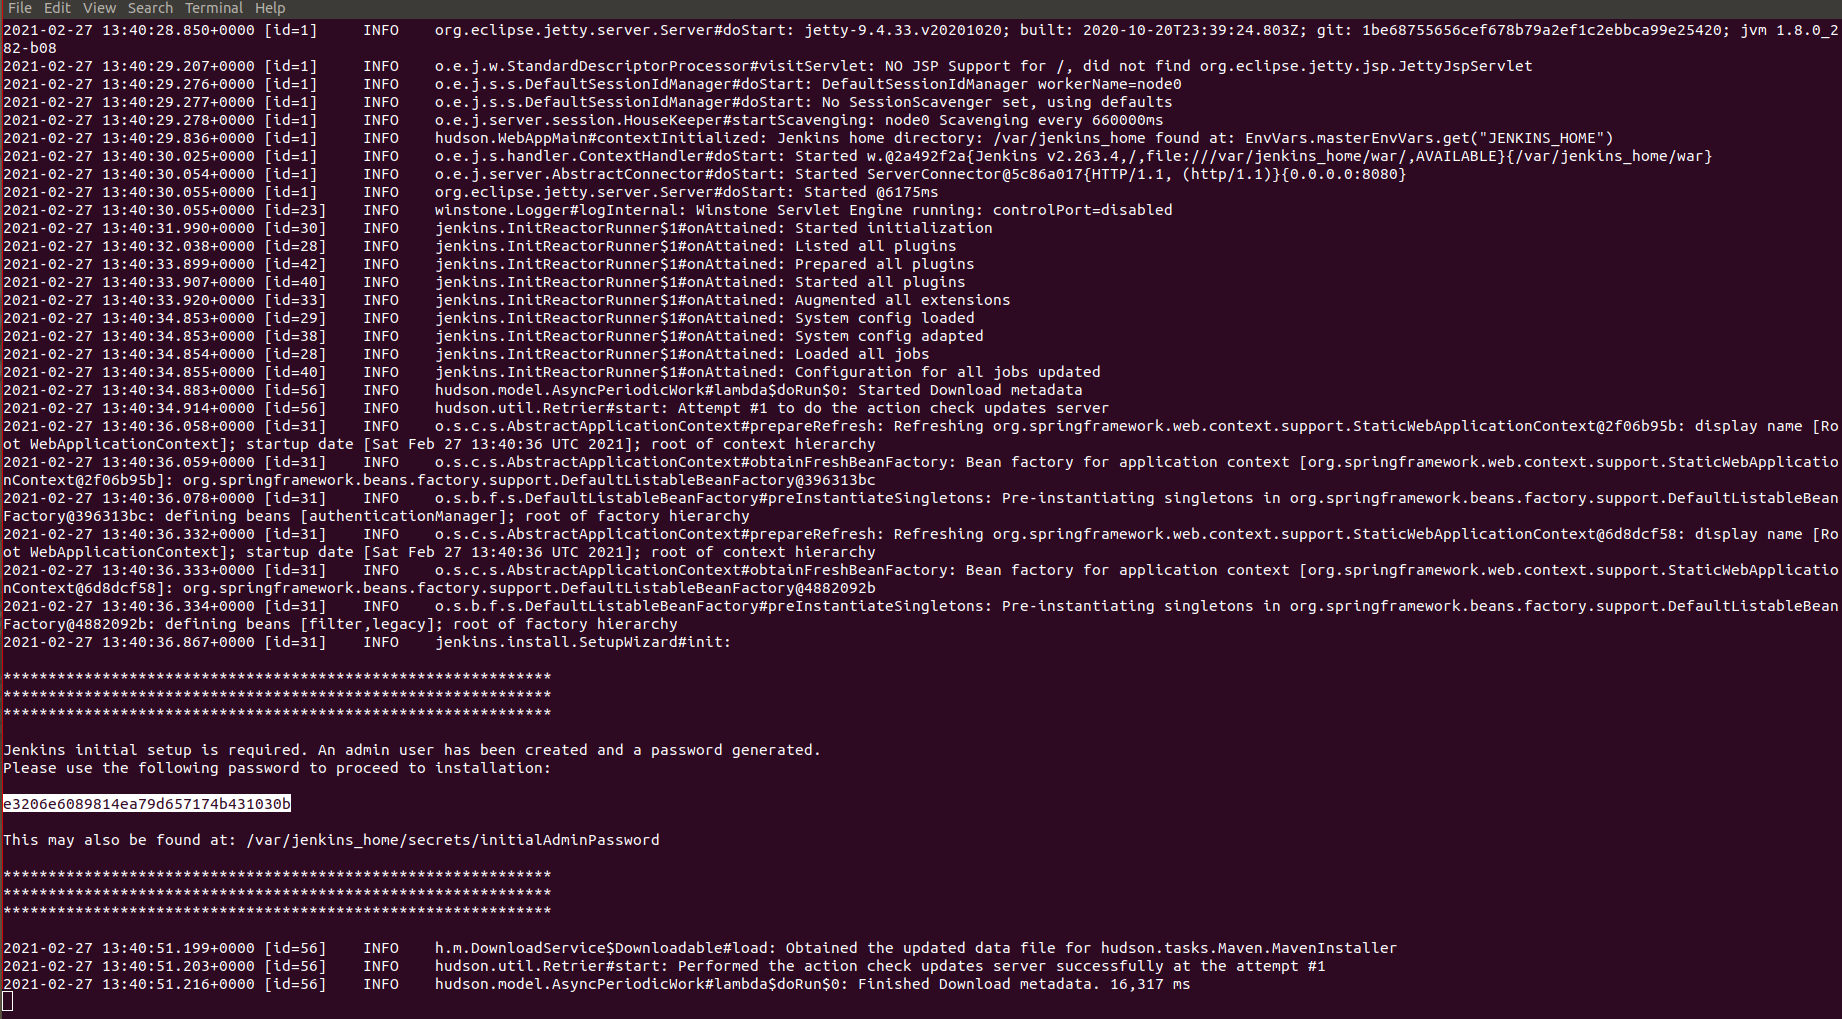 File Edit View Search Terminal Help
2021-02-27 13:40:28.850+0000 [id=1]	INFO	org.eclipse.jetty.server.Server#doStart: jetty-9.4.33.v20201020; built: 2020-10-20T23:39:24.803Z; git: 1be68755656cef678b79a2ef1c2ebbca99e25420; jvm 1.8.0_2
82-b08
2021-02-27 13:40:29.207+0000 [id=1]	INFO	o.e.j.w.StandardDescriptorProcessor#visitServlet: NO JSP Support for /, did not find org.eclipse.jetty.jsp.JettyJspServlet
2021-02-27 13:40:29.276+0000 [id=1]	INFO	o.e.j.s.s.DefaultSessionIdManager#doStart: DefaultSessionIdManager workerName=node0
2021-02-27 13:40:29.277+0000 [id=1]	INFO	o.e.j.s.s.DefaultSessionIdManager#doStart: No SessionScavenger set, using defaults
2021-02-27 13:40:29.278+0000 [id=1]	INFO	o.e.j.server.session.HouseKeeper#startScavenging: node0 Scavenging every 660000ms
2021-02-27 13:40:29.836+0000 [id=1]	INFO	hudson.WebAppMain#contextInitialized: Jenkins home directory: /var/jenkins_home found at: EnvVars.masterEnvVars.get("JENKINS_HOME")
2021-02-27 13:40:30.025+0000 [id=1]	INFO	o.e.j.s.handler.ContextHandler#doStart: Started w.@2a492f2a{Jenkins v2.263.4,/,file:///var/jenkins_home/war/,AVAILABLE}{/var/jenkins_home/war}
2021-02-27 13:40:30.054+0000 [id=1]	INFO	o.e.j.server.AbstractConnector#doStart: Started ServerConnector@5c86a017{HTTP/1.1, (http/1.1)}{0.0.0.0:8080}
2021-02-27 13:40:30.055+0000 [id=1]	INFO	org.eclipse.jetty.server.Server#doStart: Started @6175ms
2021-02-27 13:40:30.055+0000 [id=23]	INFO	winstone.Logger#logInternal: Winstone Servlet Engine running: controlPort=disabled
2021-02-27 13:40:31.990+0000 [id=30]	INFO	jenkins.InitReactorRunner$1#onAttained: Started initialization
2021-02-27 13:40:32.038+0000 [id=28]	INFO	jenkins.InitReactorRunner$1#onAttained: Listed all plugins
2021-02-27 13:40:33.899+0000 [id=42]	INFO	jenkins.InitReactorRunner$1#onAttained: Prepared all plugins
2021-02-27 13:40:33.907+0000 [id=40]	INFO	jenkins.InitReactorRunner$1#onAttained: Started all plugins
2021-02-27 13:40:33.920+0000 [id=33]	INFO	jenkins.InitReactorRunner$1#onAttained: Augmented all extensions
2021-02-27 13:40:34.853+0000 [id=29]	INFO	jenkins.InitReactorRunner$1#onAttained: System config loaded
2021-02-27 13:40:34.853+0000 [id=38]	INFO	jenkins.InitReactorRunner$1#onAttained: System config adapted
2021-02-27 13:40:34.854+0000 [id=28]	INFO	jenkins.InitReactorRunner$1#onAttained: Loaded all jobs
2021-02-27 13:40:34.855+0000 [id=40]	INFO	jenkins.InitReactorRunner$1#onAttained: Configuration for all jobs updated
2021-02-27 13:40:34.883+0000 [id=56]	INFO	hudson.model.AsyncPeriodicWork#lambda$doRun$0: Started Download metadata
2021-02-27 13:40:34.914+0000 [id=56]	INFO	hudson.util.Retrier#start: Attempt #1 to do the action check updates server
2021-02-27 13:40:36.058+0000 [id=31]	INFO	o.s.c.s.AbstractApplicationContext#prepareRefresh: Refreshing org.springframework.web.context.support.StaticWebApplicationContext@2f06b95b: display name [Ro
ot WebApplicationContext]; startup date [Sat Feb 27 13:40:36 UTC 2021]; root of context hierarchy
2021-02-27 13:40:36.059+0000 [id=31]	INFO	o.s.c.s.AbstractApplicationContext#obtainFreshBeanFactory: Bean factory for application context [org.springframework.web.context.support.StaticWebApplicatio
nContext@2f06b95b]: org.springframework.beans.factory.support.DefaultListableBeanFactory@396313bc
2021-02-27 13:40:36.078+0000 [id=31]	INFO	o.s.b.f.s.DefaultListableBeanFactory#preInstantiateSingletons: Pre-instantiating singletons in org.springframework.beans.factory.support.DefaultListableBean
Factory@396313bc: defining beans [authenticationManager]; root of factory hierarchy
2021-02-27 13:40:36.332+0000 [id=31]	INFO	o.s.c.s.AbstractApplicationContext#prepareRefresh: Refreshing org.springframework.web.context.support.StaticWebApplicationContext@6d8dcf58: display name [Ro
ot WebApplicationContext]; startup date [Sat Feb 27 13:40:36 UTC 2021]; root of context hierarchy
2021-02-27 13:40:36.333+0000 [id=31]	INFO	o.s.c.s.AbstractApplicationContext#obtainFreshBeanFactory: Bean factory for application context [org.springframework.web.context.support.StaticWebApplicatio
nContext@6d8dcf58]: org.springframework.beans.factory.support.DefaultListableBeanFactory@4882092b
2021-02-27 13:40:36.334+0000 [id=31]	INFO	o.s.b.f.s.DefaultListableBeanFactory#preInstantiateSingletons: Pre-instantiating singletons in org.springframework.beans.factory.support.DefaultListableBean
Factory@4882092b: defining beans [filter,legacy]; root of factory hierarchy
2021-02-27 13:40:36.867+0000 [id=31]	INFO	jenkins.install.SetupWizard#init:
*************************************************************
*************************************************************
*************************************************************
Jenkins initial setup is required. An admin user has been created and a password generated.
Please use the following password to proceed to installation:
e3206e6089814ea79d657174b431030b
This may also be found at: /var/jenkins_home/secrets/initialAdminPassword
*************************************************************
*************************************************************
*************************************************************
2021-02-27 13:40:51.199+0000 [id=56]	INFO	h.m.DownloadService$Downloadable#load: Obtained the updated data file for hudson.tasks.Maven.MavenInstaller
2021-02-27 13:40:51.203+0000 [id=56]	INFO	hudson.util.Retrier#start: Performed the action check updates server successfully at the attempt #1
2021-02-27 13:40:51.216+0000 [id=56]	INFO	hudson.model.AsyncPeriodicWork#lambda$doRun$0: Finished Download metadata. 16,317 ms